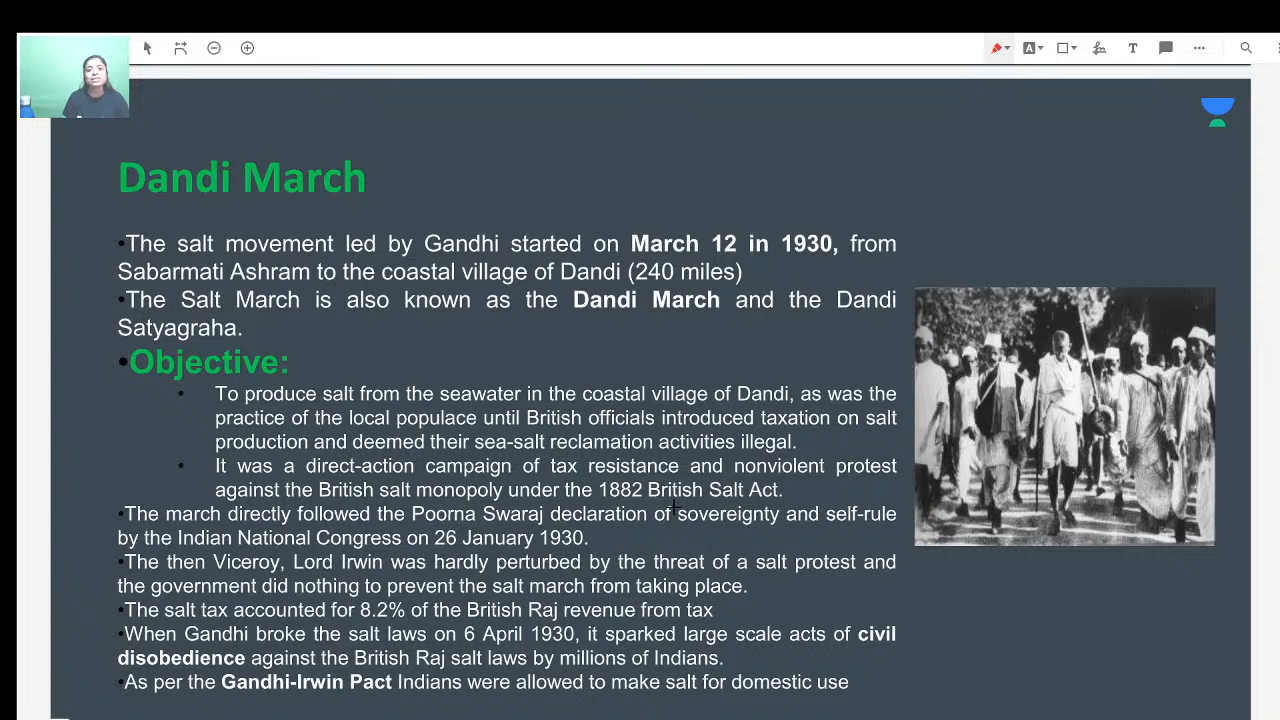 Dandi March
•The salt movement led by Gandhi started on March 12 in 1930, from
Sabarmati Ashram to the coastal village of Dandi (240 miles)
•The Salt March is also known as the Dandi March and the Dandi
Satyagraha.
•Objective:
• To produce salt from the seawater in the coastal village of Dandi, as was the
practice of the local populace until British officials introduced taxation on salt
production and deemed their sea-salt reclamation activities illegal.
• It was a direct-action campaign of tax resistance and nonviolent protest
against the British salt monopoly under the 1882 British Salt Act.
•The march directly followed the Poorna Swaraj declaration of sovereignty and self-rule
by the Indian National Congress on 26 January 1930.
•The then Viceroy, Lord Irwin was hardly perturbed by the threat of a salt protest and
the government did nothing to prevent the salt march from taking place.
•The salt tax accounted for 8.2% of the British Raj revenue from tax
•When Gandhi broke the salt laws on 6 April 1930, it sparked large scale acts of civil
disobedience against the British Raj salt laws by millions of Indians.
•As per the Gandhi-Irwin Pact Indians were allowed to make salt for domestic use